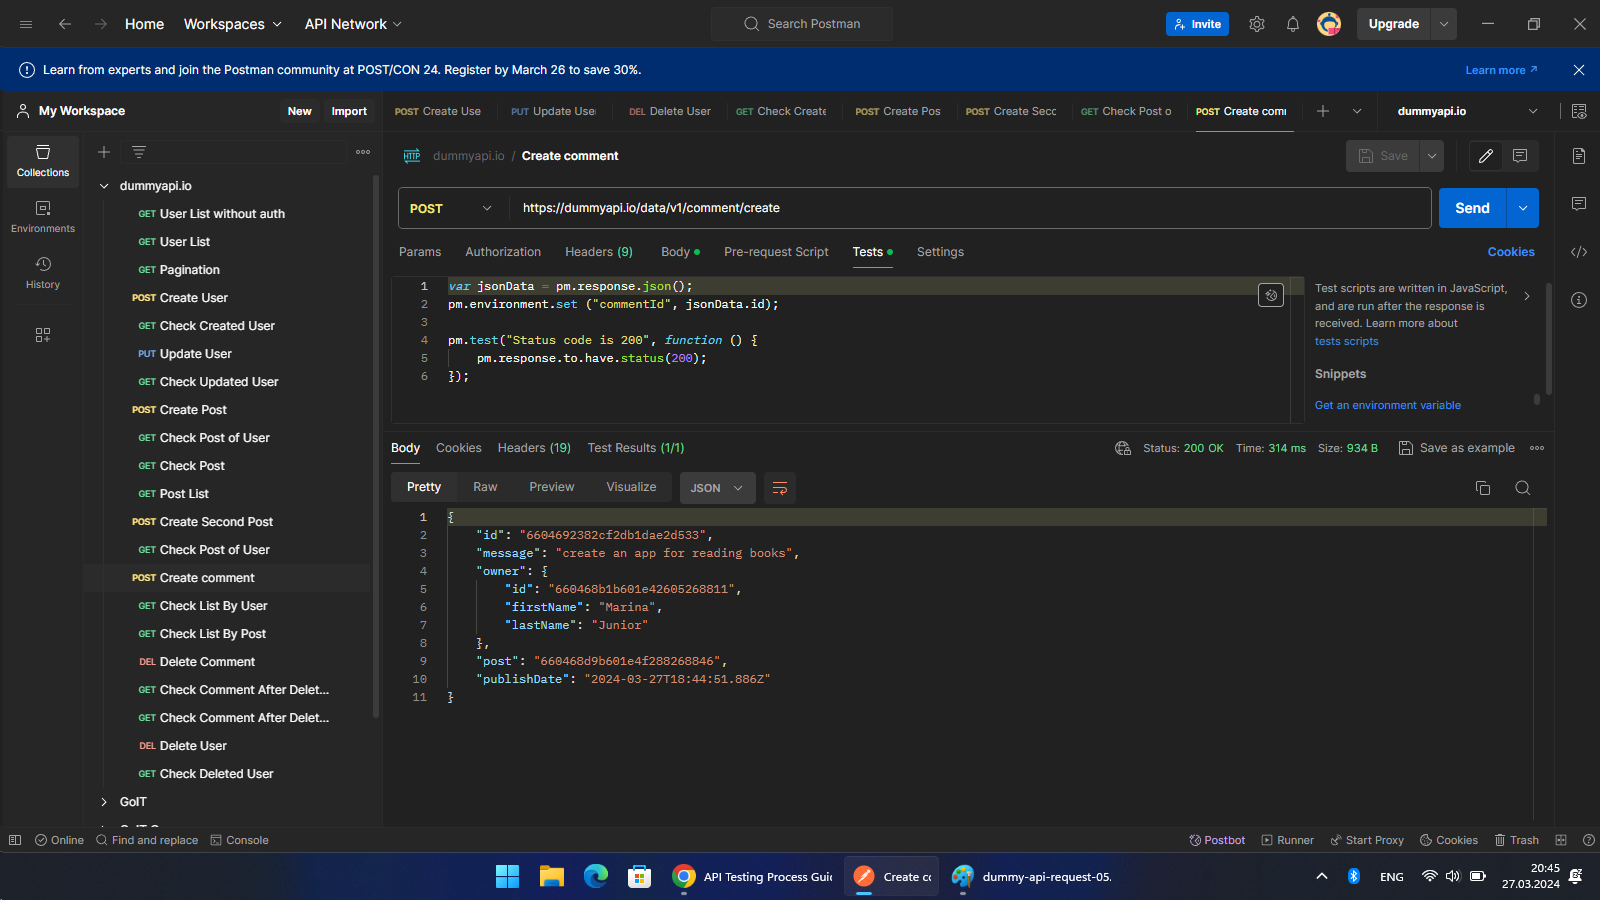 Home
Workspaces
API Network
Search Postman
Invite
Upgrade
Learn from experts and join the Postman community at POST/CON 24. Register by March 26 to save 30%.
Learn more
My Workspace
New
Import
POST Create Use
PUT Update Use
DEL Delete User
GET Check Create
POST Create Pos
POST Create Secc
GET Check Post o
POST Create com
dummyapi.io
Collections
Environments
History
dummyapi.io
GET User List without auth
GET User List
GET Pagination
POST Create User
GET Check Created User
PUT Update User
GET Check Updated User
POST Create Post
GET Check Post of User
GET Check Post
GET Post List
POST Create Second Post
GET Check Post of User
POST Create comment
GET Check List By User
GET Check List By Post
DEL Delete Comment
GET Check Comment After Delet...
GET Check Comment After Delet...
DEL Delete User
GET Check Deleted User
GoIT
HTTP dummyapi.io / Create comment
Save
POST
https://dummyapi.io/data/v1/comment/create
Send
Params
Authorization
Headers (9)
Body
Pre-request Script
Tests
Settings
Cookies
1 var jsonData = pm.response.json();
2 pm.environment.set ("commentId", jsonData.id);
3
4 pm.test("Status code is 200", function () {
5 pm.response.to.have.status(200);
6 });
Test scripts are written in JavaScript,
and are run after the response is
received. Learn more about
tests scripts
Snippets
Get an environment variable
Body
Cookies
Headers (19)
Test Results (1/1)
Status: 200 OK
Time: 314 ms
Size: 934 B
Save as example
Pretty
Raw
Preview
Visualize
JSON
1 {
2 "id": "6604692382cf2db1dae2d533",
3 "message": "create an app for reading books",
4 "owner": {
5 "id": "660468b1b601e42605268811",
6 "firstName": "Marina",
7 "lastName": "Junior"
8 },
9 "post": "660468d9b601e4f288268846",
10 "publishDate": "2024-03-27T18:44:51.886Z"
11 }
Online
Find and replace
Console
Postbot
Runner
Start Proxy
Cookies
Trash
API Testing Process Gui
Create cc
dummy-api-request-05.
ENG
20:45
27.03.2024